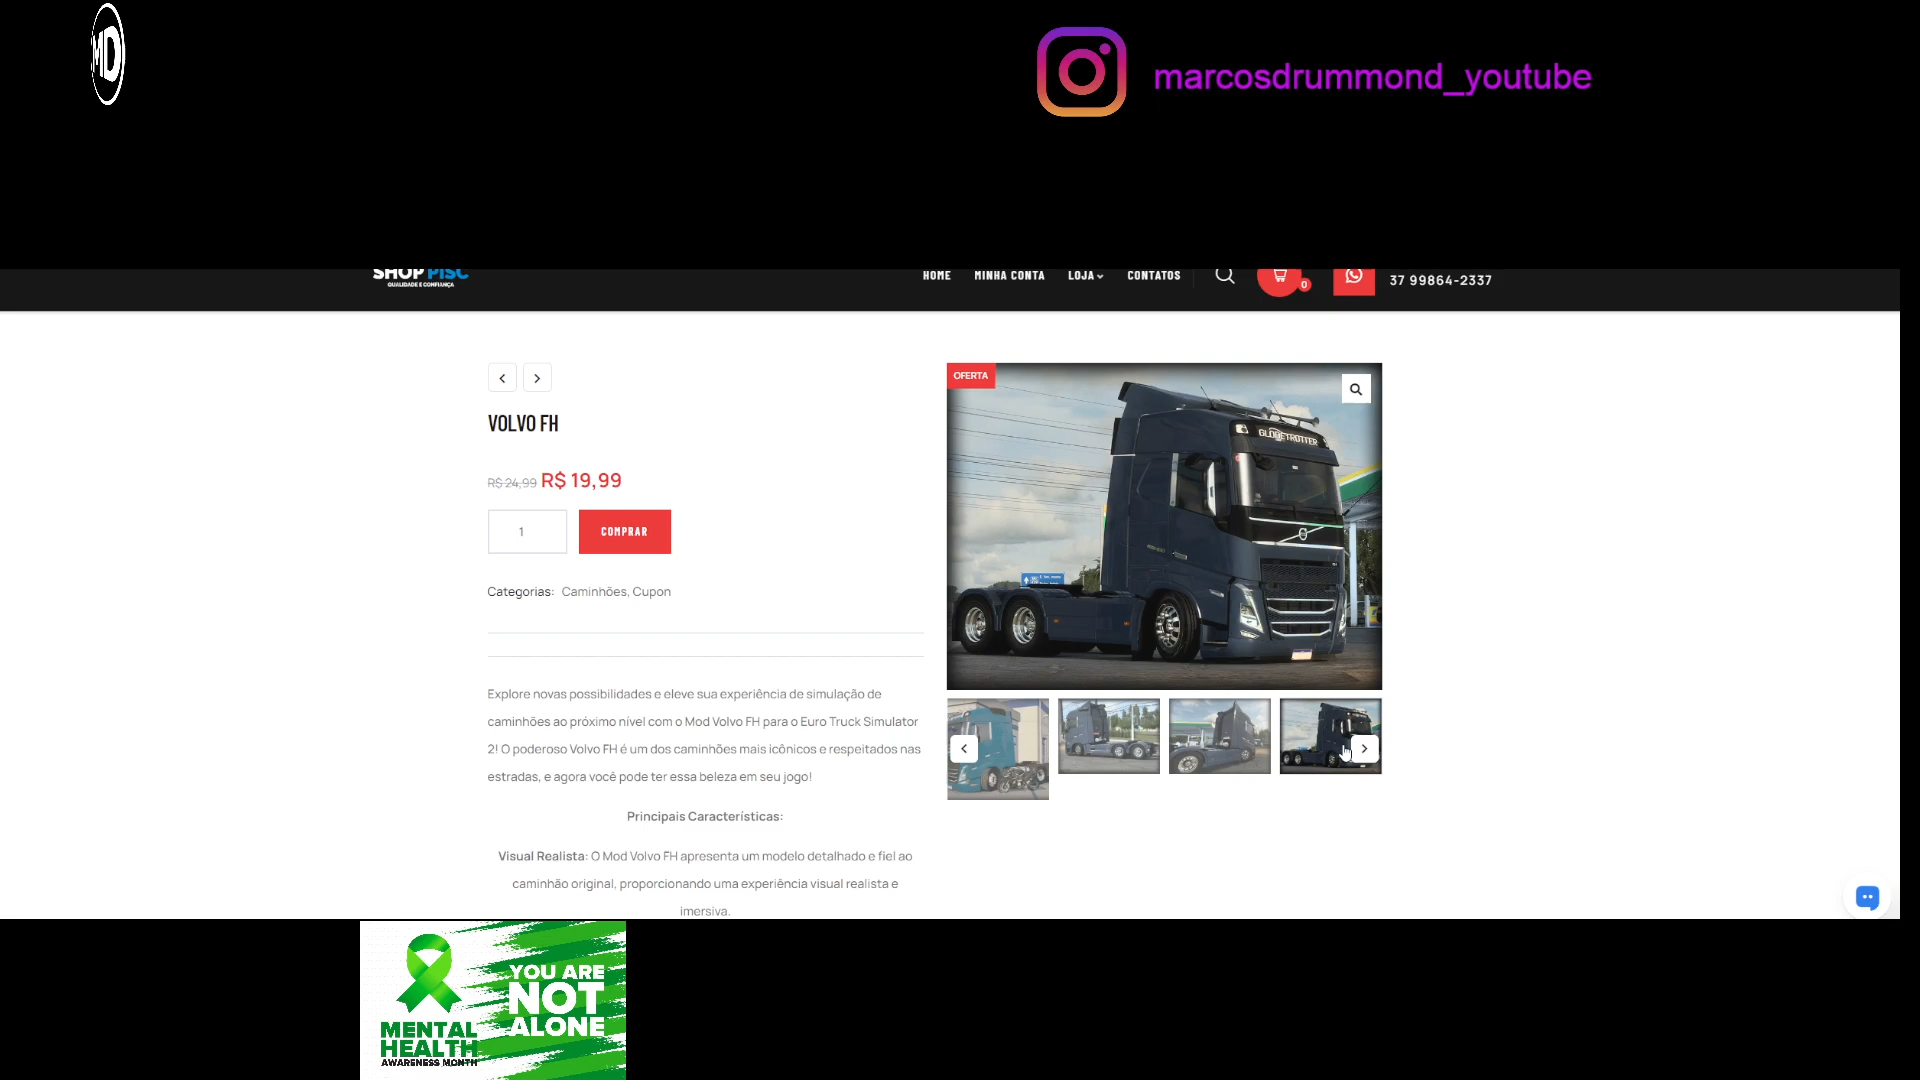 MD
marcosdrummond_youtube
SHOP PISC
QUALIDADE E CONFIANÇA
HOME MINHA CONTA LOJA CONTATOS
0
37 99864-2337
VOLVO FH
R$ 24,99 R$ 19,99
1
COMPRAR
Categorias: Caminhões, Cupon
Explore novas possibilidades e eleve sua experiência de simulação de
caminhões ao próximo nível com o Mod Volvo FH para o Euro Truck Simulator
2! O poderoso Volvo FH é um dos caminhões mais icônicos e respeitados nas
estradas, e agora você pode ter essa beleza em seu jogo!
Principais Características:
Visual Realista: O Mod Volvo FH apresenta um modelo detalhado e fiel ao
caminhão original, proporcionando uma experiência visual realista e
imersiva.
OFERTA
GLOBETROTTER
MENTAL
HEALTH
AWARENESS MONTH
YOU ARE
NOT
ALONE